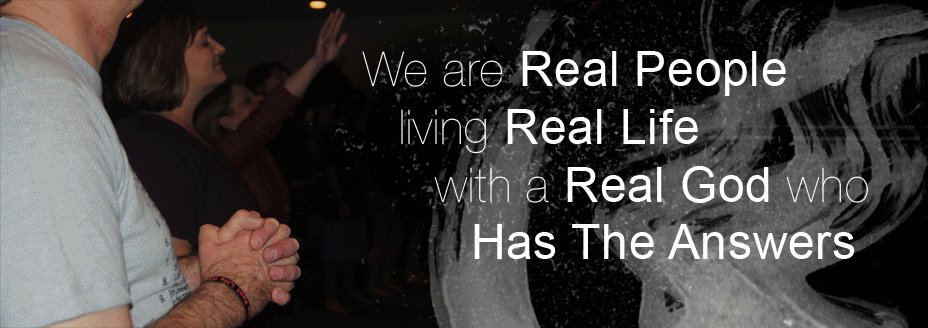 We are Real People
living Real Life
with a Real God who
Has The Answers